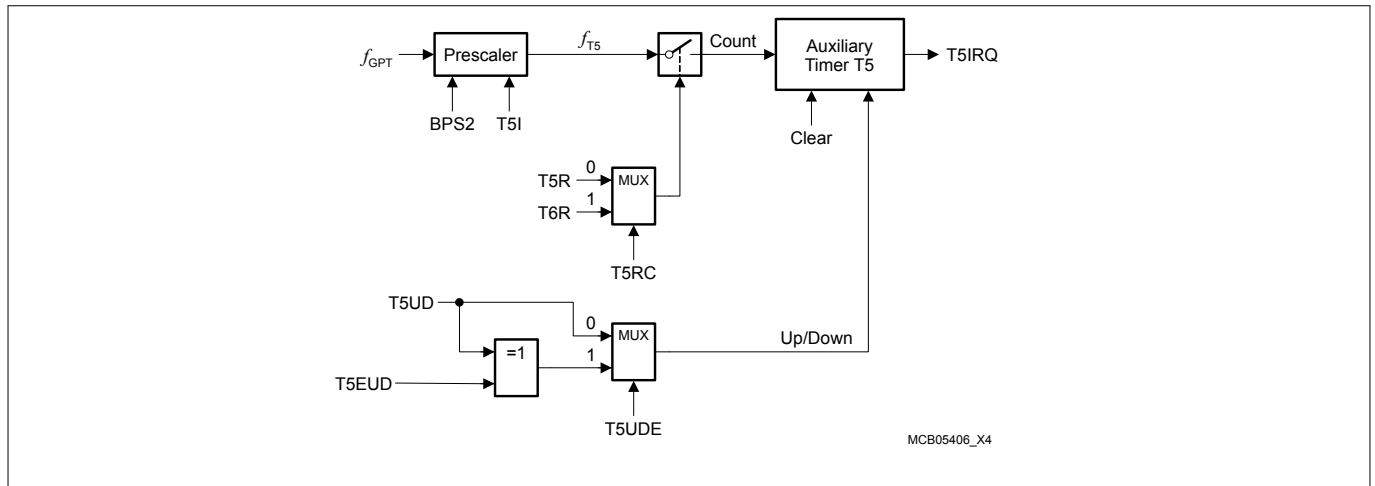 fGPT
Prescaler
fT5
Count
Auxiliary
Timer T5
T5IRQ
BPS2
T5I
Clear
T5R
0
MUX
T6R
1
T5RC
T5UD
0
MUX
Up/Down
=1
1
T5EUD
T5UDE
MCB05406_X4